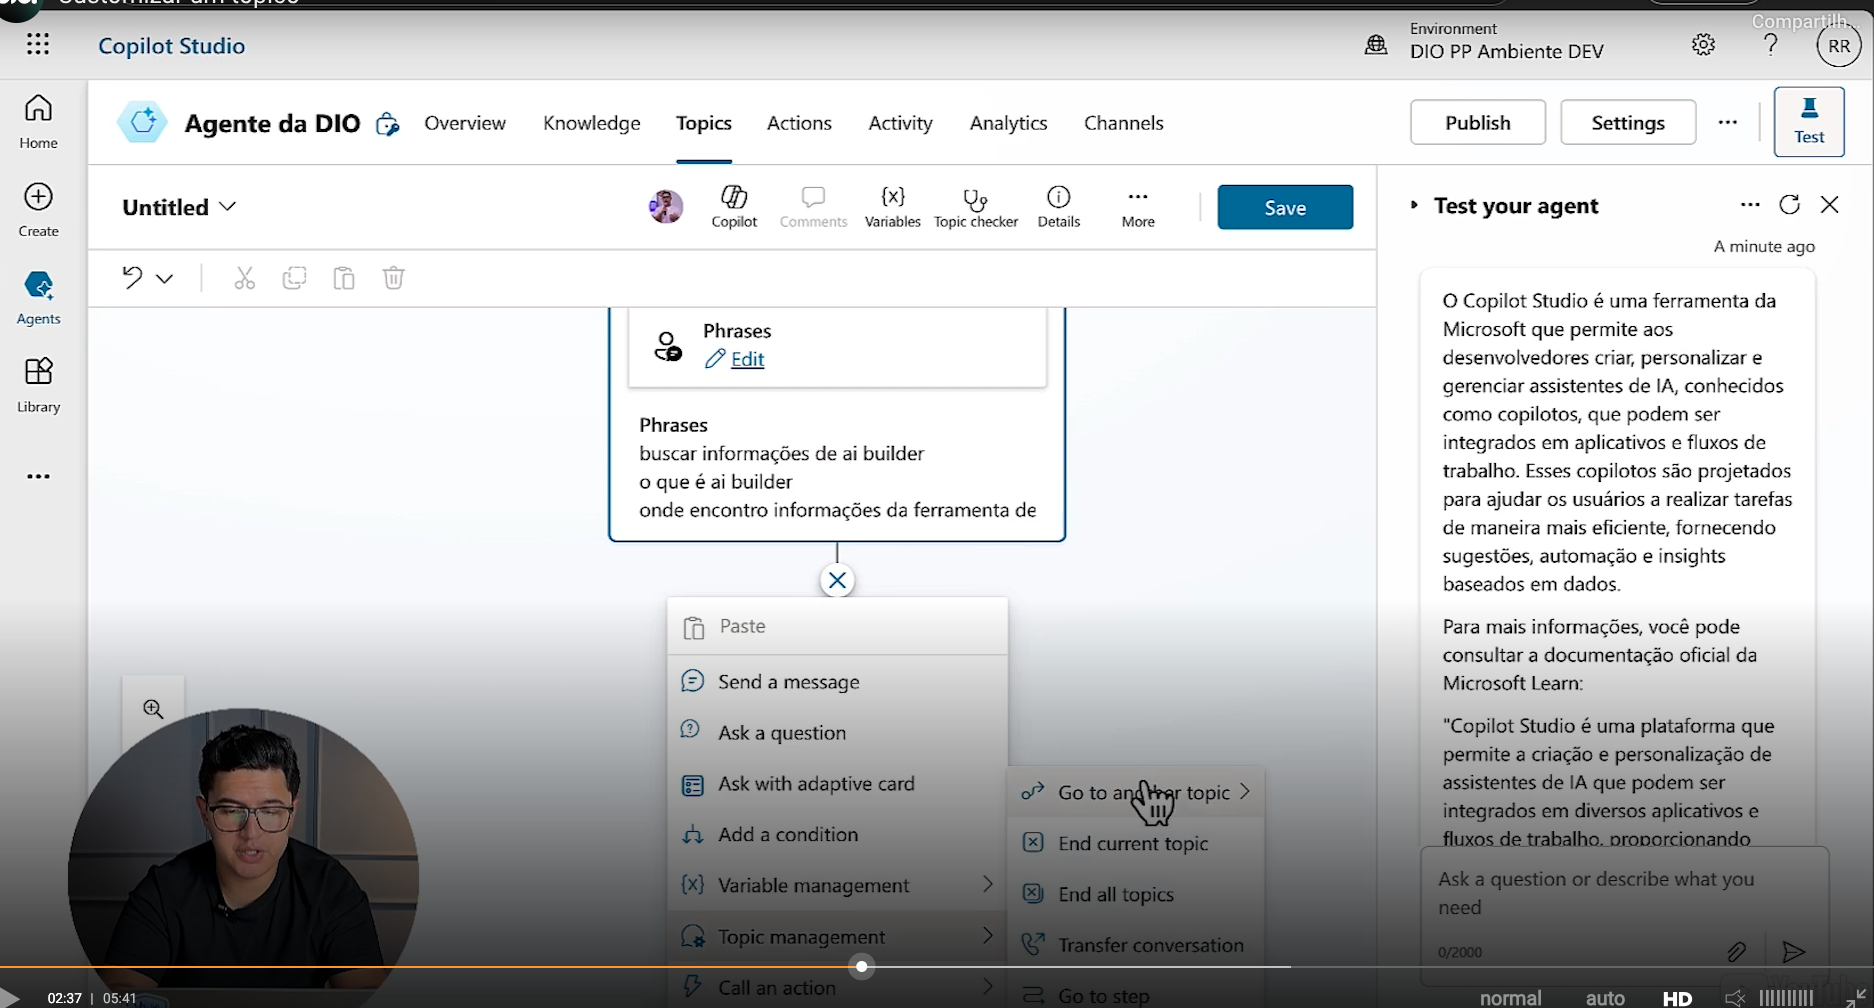 Customizar um tópico
Compartilh...
Copilot Studio
Environment
DIO PP Ambiente DEV
?
RR
Home
Create
Agents
Library
Agente da DIO
Overview
Knowledge
Topics
Actions
Activity
Analytics
Channels
Publish
Settings
Test
Untitled
Copilot
Comments
Variables
Topic checker
Details
More
Save
Phrases
Edit
Phrases
buscar informações de ai builder
o que é ai builder
onde encontro informações da ferramenta de
Paste
Send a message
Ask a question
Ask with adaptive card
Add a condition
Variable management
Topic management
Call an action
Go to another topic
End current topic
End all topics
Transfer conversation
Go to step
Test your agent
A minute ago
O Copilot Studio é uma ferramenta da
Microsoft que permite aos
desenvolvedores criar, personalizar e
gerenciar assistentes de IA, conhecidos
como copilotos, que podem ser
integrados em aplicativos e fluxos de
trabalho. Esses copilotos são projetados
para ajudar os usuários a realizar tarefas
de maneira mais eficiente, fornecendo
sugestões, automação e insights
baseados em dados.
Para mais informações, você pode
consultar a documentação oficial da
Microsoft Learn:
"Copilot Studio é uma plataforma que
permite a criação e personalização de
assistentes de IA que podem ser
integrados em diversos aplicativos e
fluxos de trabalho, proporcionando
Ask a question or describe what you
need
0/2000
02:37 | 05:41
normal
auto
HD